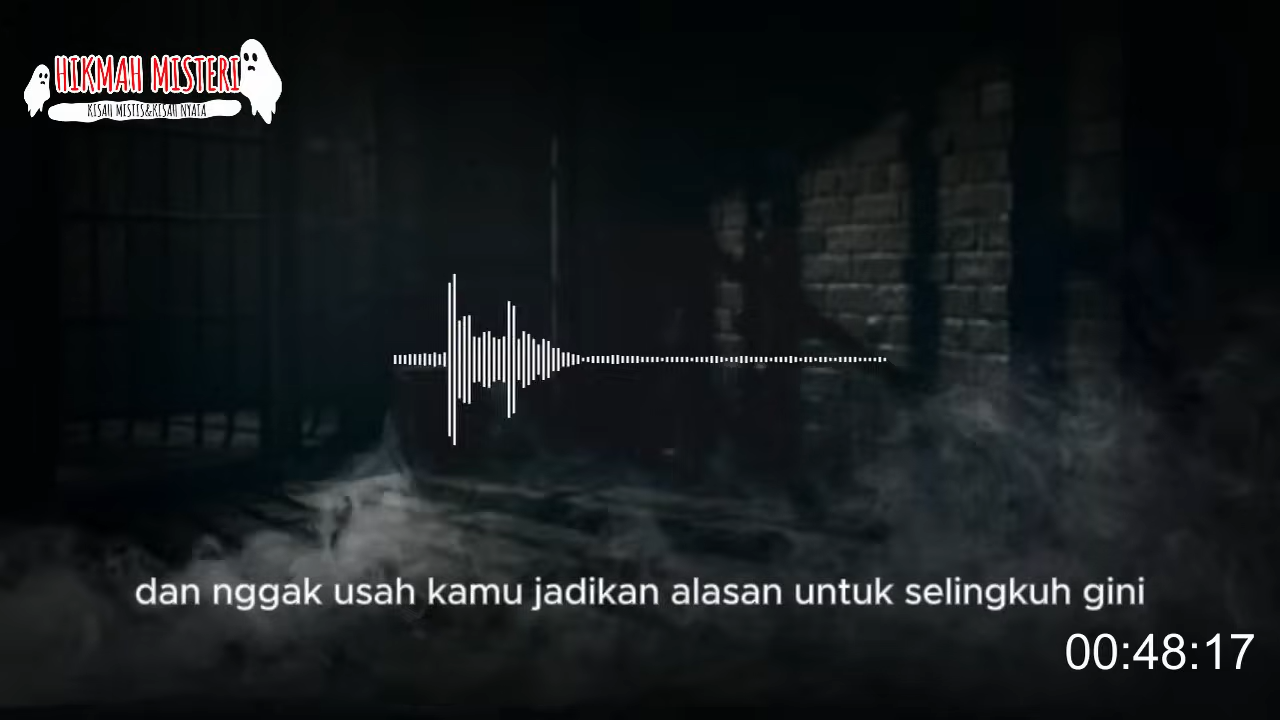 HIKMAH MISTERI
KISAH MISTIS&KISAH NYATA
dan nggak usah kamu jadikan alasan untuk selingkuh gini
00:48:17